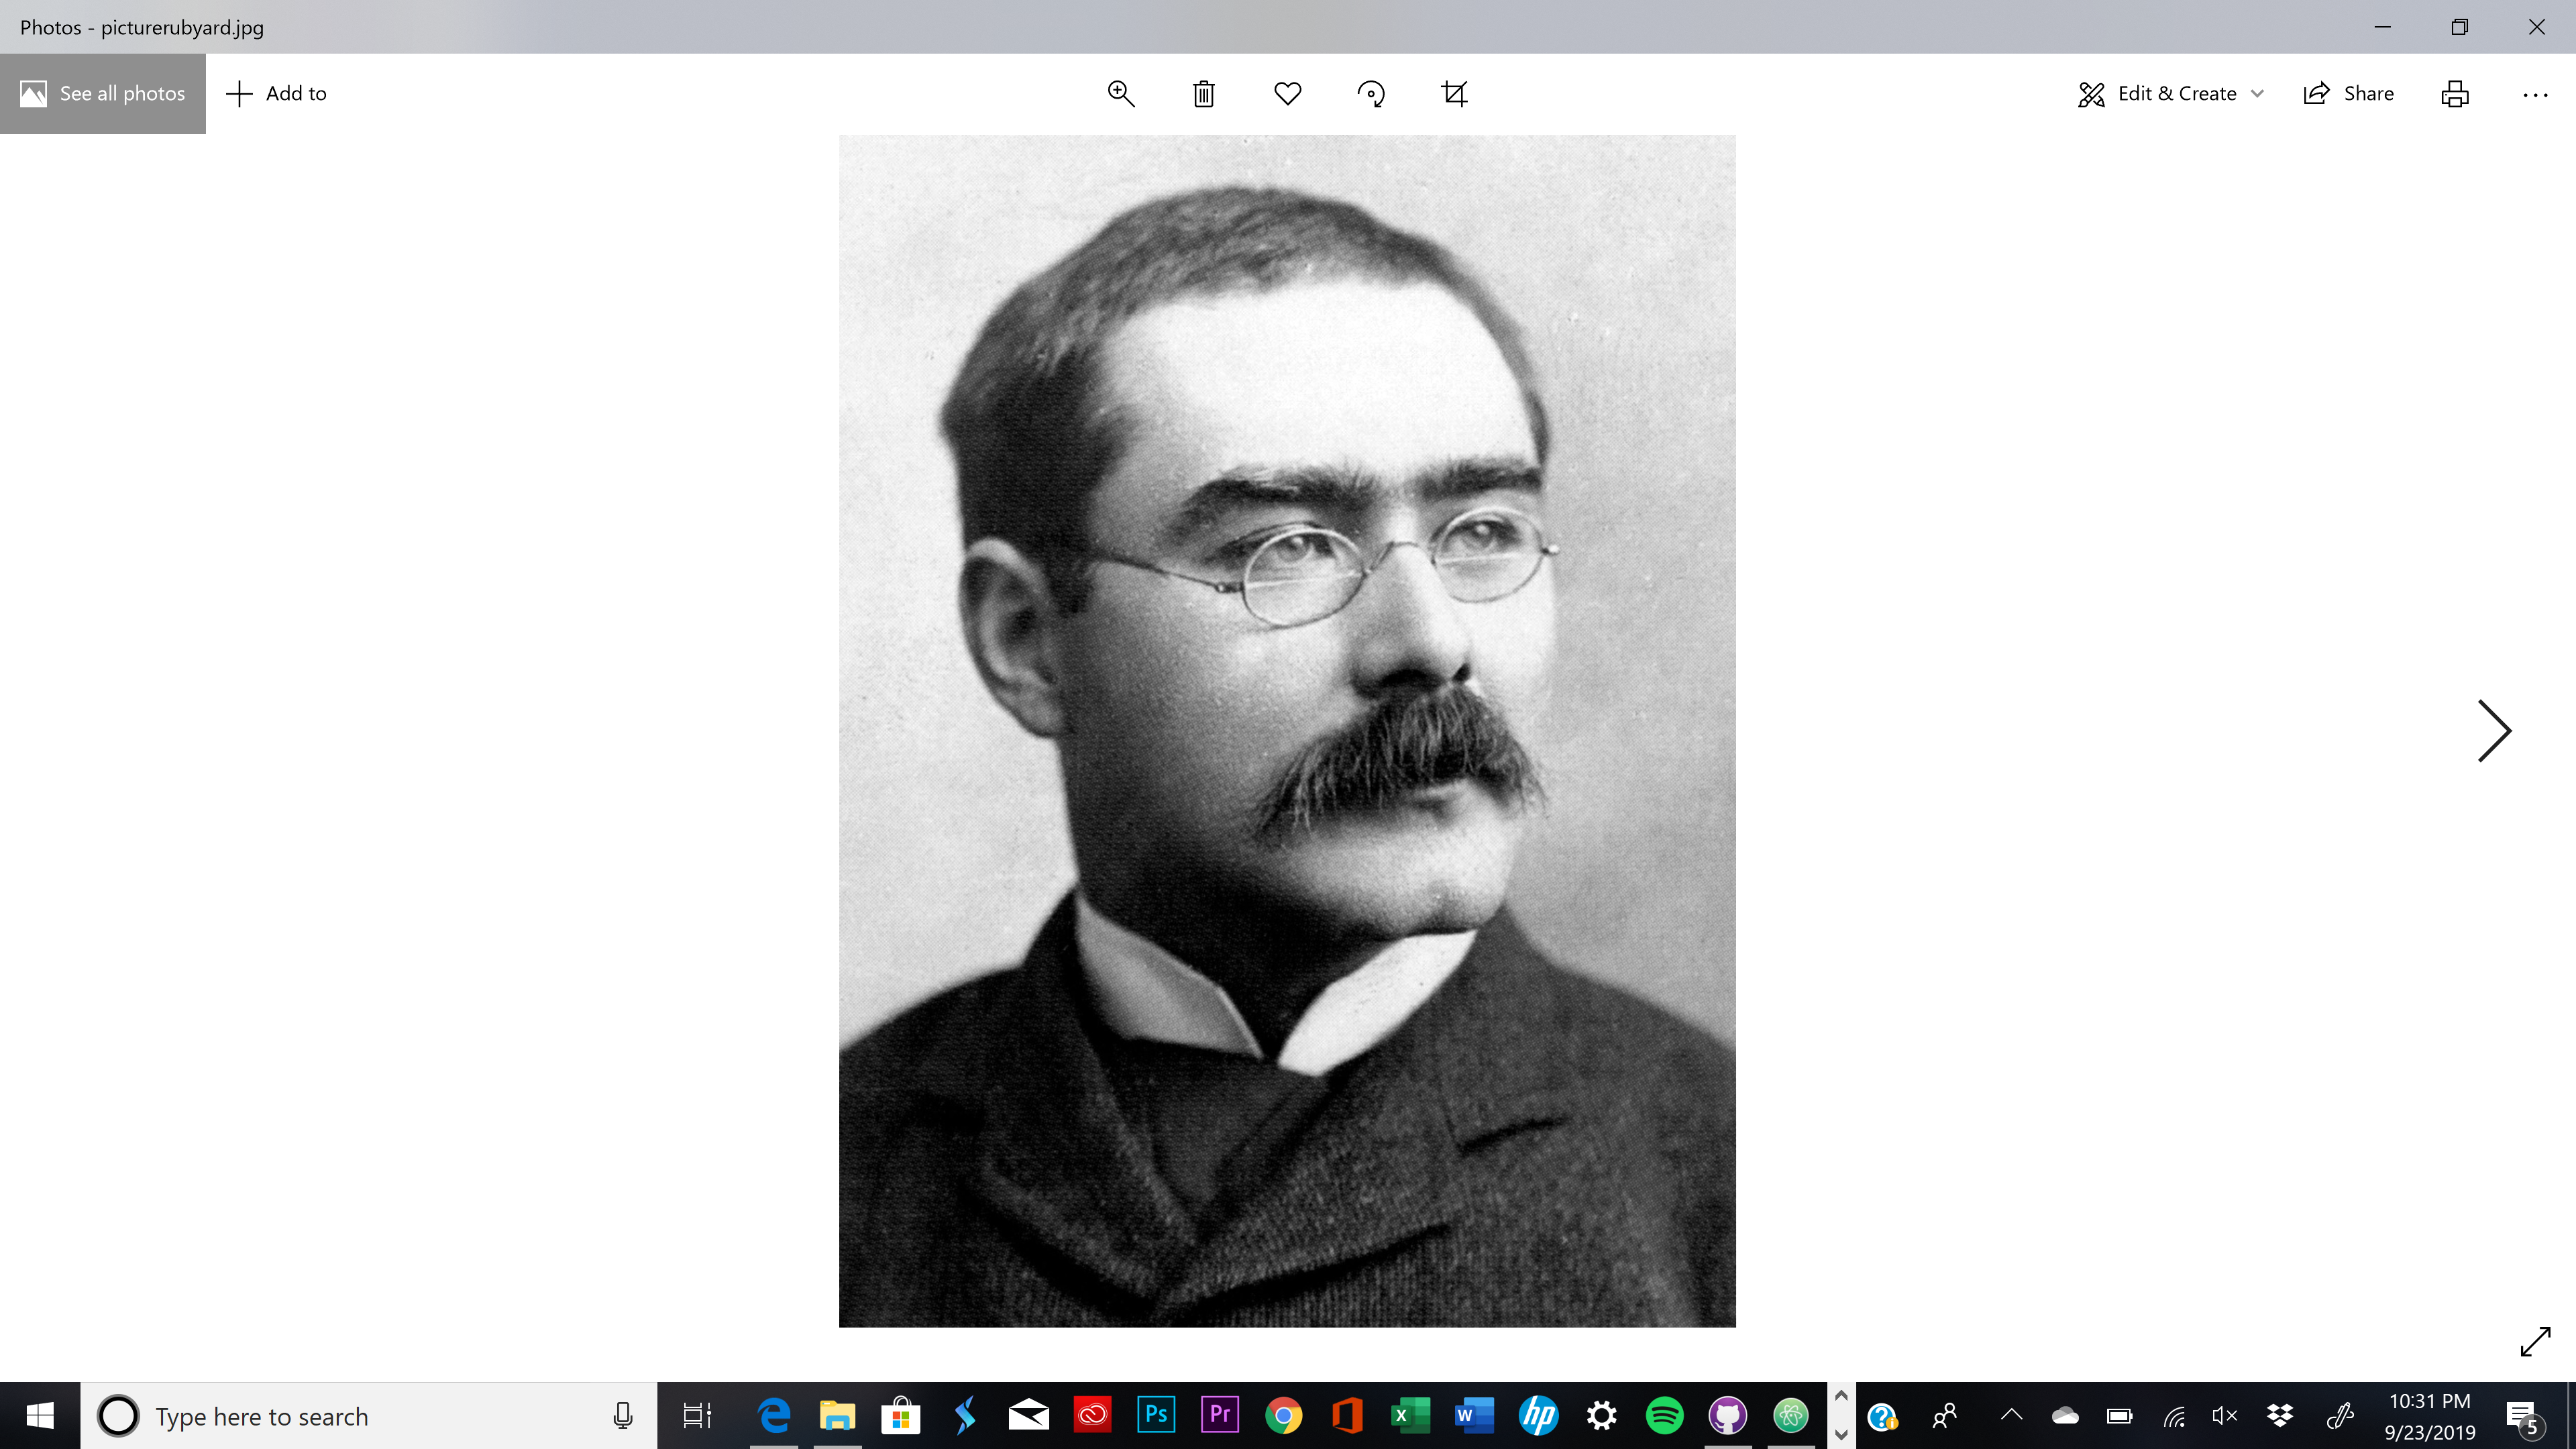 Photos - picturerubyard.jpg
See all photos
Add to
Edit & Create
Share
Type here to search
Ps
Pr
X
W
hp
10:31 PM
9/23/2019
5